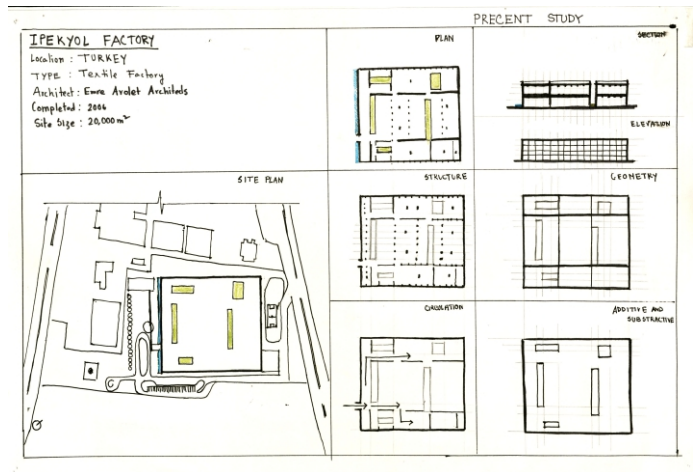 PRECENT STUDY
IPEKYOL FACTORY
Location : TURKEY
TYPE : Textile Factory
Architect : Emre Arolet Architects
Completed : 2006
Site Size : 20,000 m²
PLAN
SECTION
ELEVATION
SITE PLAN
STRUCTURE
GEOMETRY
CIRCULATION
ADDITIVE AND
SUBSTRACTIVE